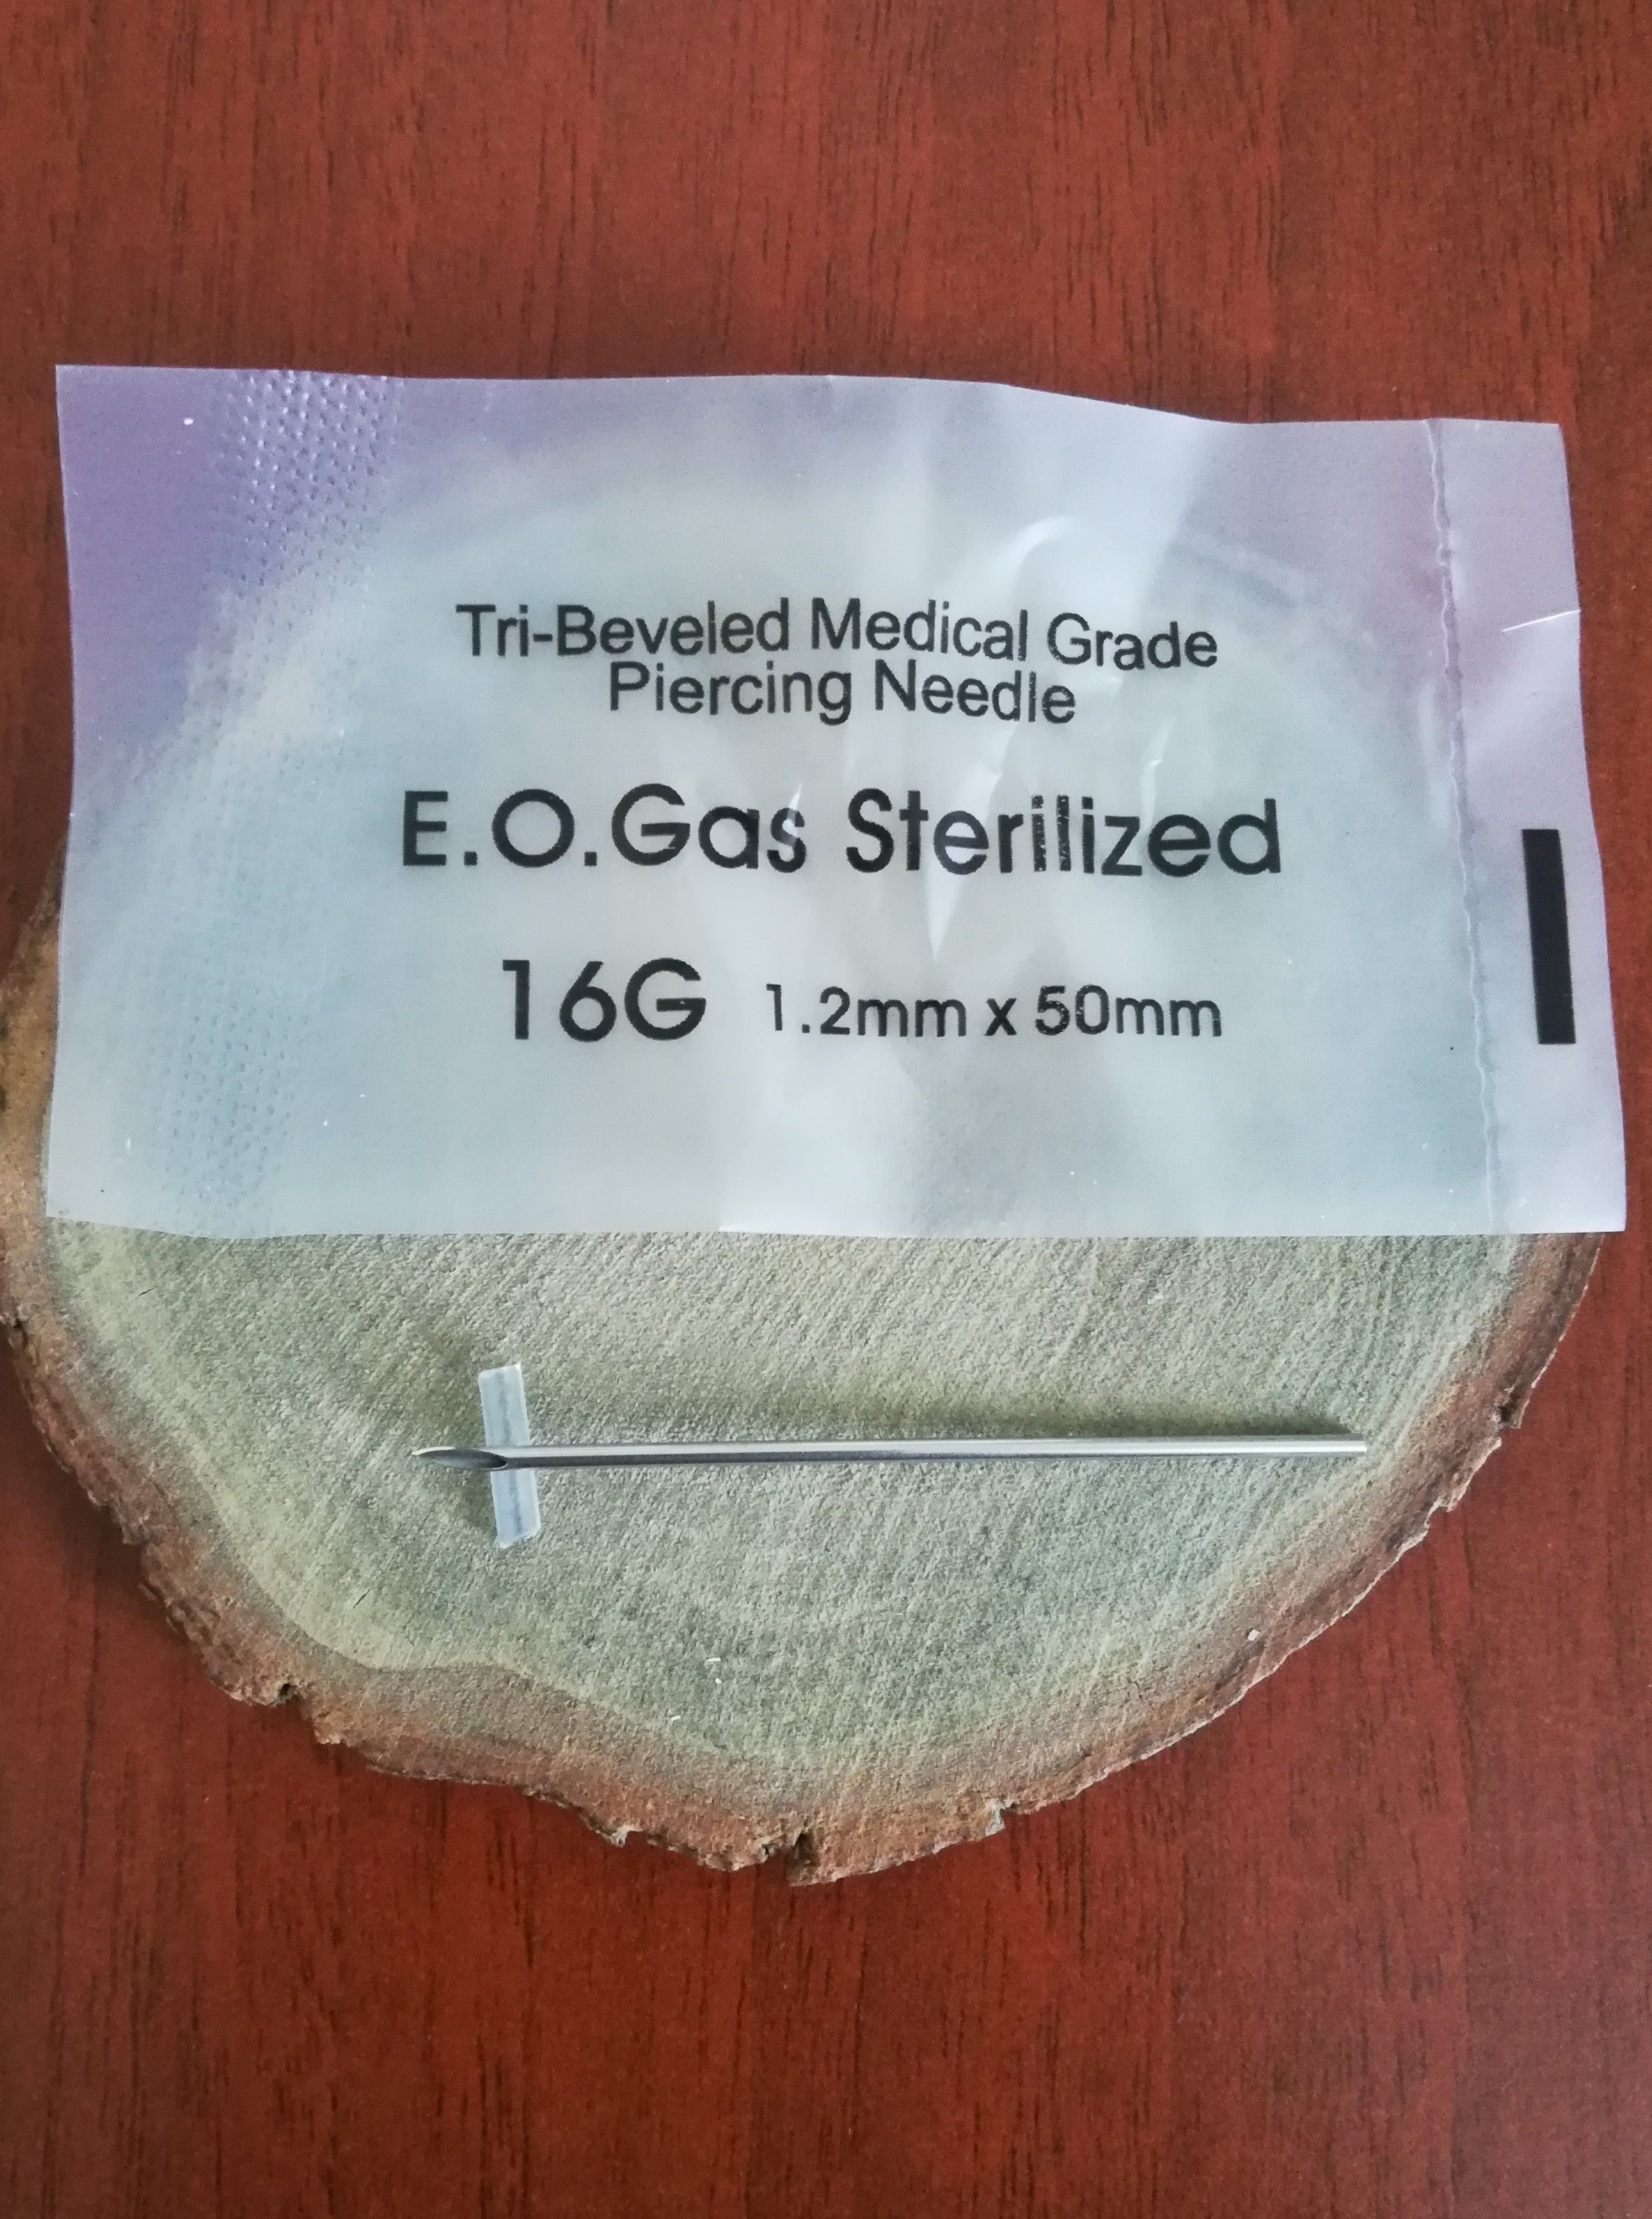 Tri-Beveled Medical Grade
Piercing Needle
E.O.Gas Sterilized
16G 1.2mm x 50mm